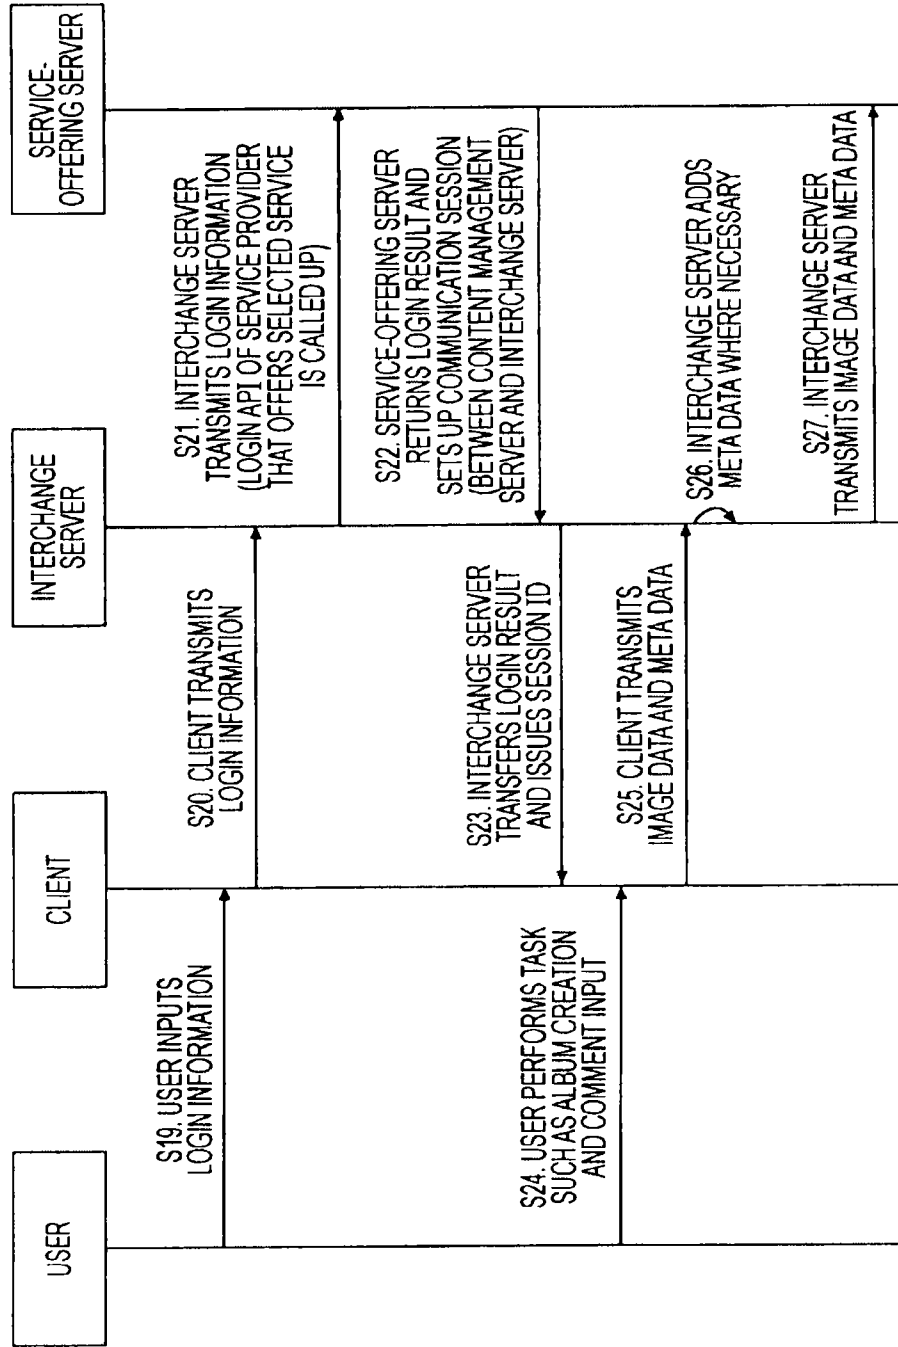 USER
CLIENT
INTERCHANGE
SERVER
SERVICE-
OFFERING SERVER
S19. USER INPUTS
LOGIN INFORMATION
S20. CLIENT TRANSMITS
LOGIN INFORMATION
S21. INTERCHANGE SERVER
TRANSMITS LOGIN INFORMATION
(LOGIN API OF SERVICE PROVIDER
THAT OFFERS SELECTED SERVICE
IS CALLED UP)
S22. SERVICE-OFFERING SERVER
RETURNS LOGIN RESULT AND
SETS UP COMMUNICATION SESSION
(BETWEEN CONTENT MANAGEMENT
SERVER AND INTERCHANGE SERVER)
S23. INTERCHANGE SERVER
TRANSFERS LOGIN RESULT
AND ISSUES SESSION ID
S24. USER PERFORMS TASK
SUCH AS ALBUM CREATION
AND COMMENT INPUT
S25. CLIENT TRANSMITS
IMAGE DATA AND META DATA
S26. INTERCHANGE SERVER ADDS
META DATA WHERE NECESSARY
S27. INTERCHANGE SERVER
TRANSMITS IMAGE DATA AND META DATA